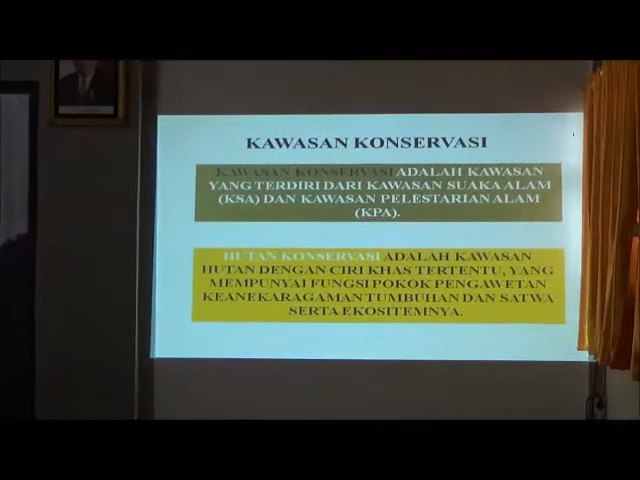 KAWASAN KONSERVASI
KAWASAN KONSERVASI ADALAH KAWASAN
YANG TERDIRI DARI KAWASAN SUAKA ALAM
(KSA) DAN KAWASAN PELESTARIAN ALAM
(KPA).
HUTAN KONSERVASI ADALAH KAWASAN
HUTAN DENGAN CIRI KHAS TERTENTU, YANG
MEMPUNYAI FUNGSI POKOK PENGAWETAN
KEANEKARAGAMAN TUMBUHAN DAN SATWA
SERTA EKOSITEMNYA.